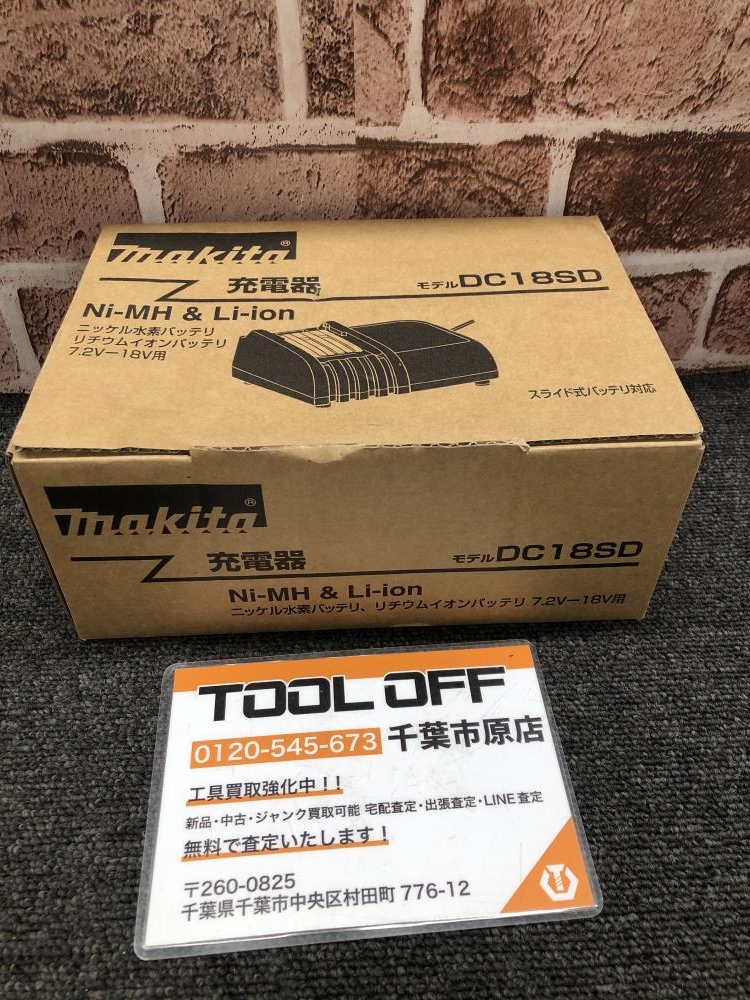 makita®
充電器
モデルDC18SD
Ni-MH & Li-ion
ニッケル水素バッテリ
リチウムイオンバッテリ
7.2V－18V用
スライド式バッテリ対応
makita®
充電器
モデルDC18SD
Ni-MH & Li-ion
ニッケル水素バッテリ、リチウムイオンバッテリ 7.2V－18V用
TOOL OFF
0120-545-673 千葉市原店
工具買取強化中！！
新品・中古・ジャンク買取可能 宅配査定・出張査定・LINE査定
無料で査定いたします！
〒260-0825
千葉県千葉市中央区村田町 776-12